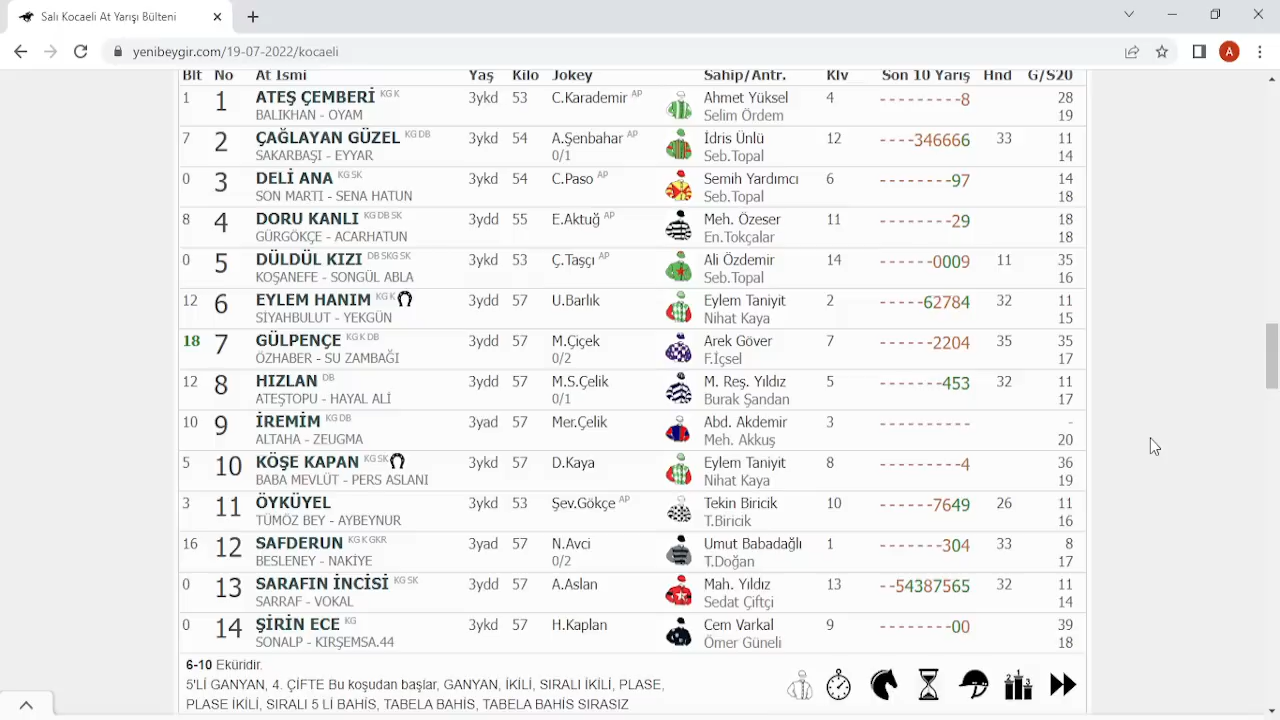 Salı Kocaeli At Yarışı Bülteni
yenibeygir.com/19-07-2022/kocaeli
A
Blt No At İsmi Yaş Kilo Jokey Sahip/Antr. Klv Son 10 Yarış Hnd G/S20
1 1 ATEŞ ÇEMBERİ KG K 3ykd 53 C.Karademir AP Ahmet Yüksel 4 ---------8 28
BALIKHAN - OYAM Selim Ördem 19
7 2 ÇAĞLAYAN GÜZEL KG DB 3ykd 54 A.Şenbahar AP İdris Ünlü 12 ----346666 33 11
SAKARBAŞI - EYYAR 0/1 Seb.Topal 14
0 3 DELİ ANA KG SK 3ykd 54 C.Paso AP Semih Yardımcı 6 --------97 14
SON MARTI - SENA HATUN Seb.Topal 18
8 4 DORU KANLI KG DB SK 3ydd 55 E.Aktuğ AP Meh. Özeser 11 --------29 18
GÜRGÖKÇE - ACARHATUN En.Tokçalar 18
0 5 DÜLDÜL KIZI DB SKG SK 3ykd 53 Ç.Taşçı AP Ali Özdemir 14 ------0009 11 35
KOŞANEFE - SONGÜL ABLA Seb.Topal 16
12 6 EYLEM HANIM KG K 3ydd 57 U.Barlık Eylem Taniyit 2 -----62784 32 11
SİYAHBULUT - YEKGÜN Nihat Kaya 15
18 7 GÜLPENÇE KG K DB 3ydd 57 M.Çiçek Arek Göver 7 ------2204 35 35
ÖZHABER - SU ZAMBAĞI 0/2 F.İçsel 17
12 8 HIZLAN DB 3ydd 57 M.S.Çelik M. Reş. Yıldız 5 -------453 32 11
ATEŞTOPU - HAYAL ALİ 0/1 Burak Şandan 17
10 9 İREMİM KG DB 3yad 57 Mer.Çelik Abd. Akdemir 3 ---------- -
ALTAHA - ZEUGMA Meh. Akkuş 20
5 10 KÖŞE KAPAN KG SK 3ykd 57 D.Kaya Eylem Taniyit 8 ---------4 36
BABA MEVLÜT - PERS ASLANI Nihat Kaya 19
3 11 ÖYKÜYEL 3ykd 53 Şev.Gökçe AP Tekin Biricik 10 ------7649 26 11
TÜMÖZ BEY - AYBEYNUR T.Biricik 16
16 12 SAFDERUN KG K GKR 3yad 57 N.Avci Umut Babadağlı 1 -------304 33 8
BESLENEY - NAKİYE 0/2 T.Doğan 17
0 13 SARAFIN İNCİSİ KG SK 3ydd 57 A.Aslan Mah. Yıldız 13 --54387565 32 11
SARRAF - VOKAL Sedat Çiftçi 14
0 14 ŞİRİN ECE KG 3ykd 57 H.Kaplan Cem Varkal 9 --------00 39
SONALP - KIRŞEMSA.44 Ömer Güneli 18
6-10 Eküridir.
5'Lİ GANYAN, 4. ÇİFTE Bu koşudan başlar, GANYAN, İKİLİ, SIRALI İKİLİ, PLASE,
PLASE İKİLİ, SIRALI 5 Lİ BAHİS, TABELA BAHİS, TABELA BAHİS SIRASIZ